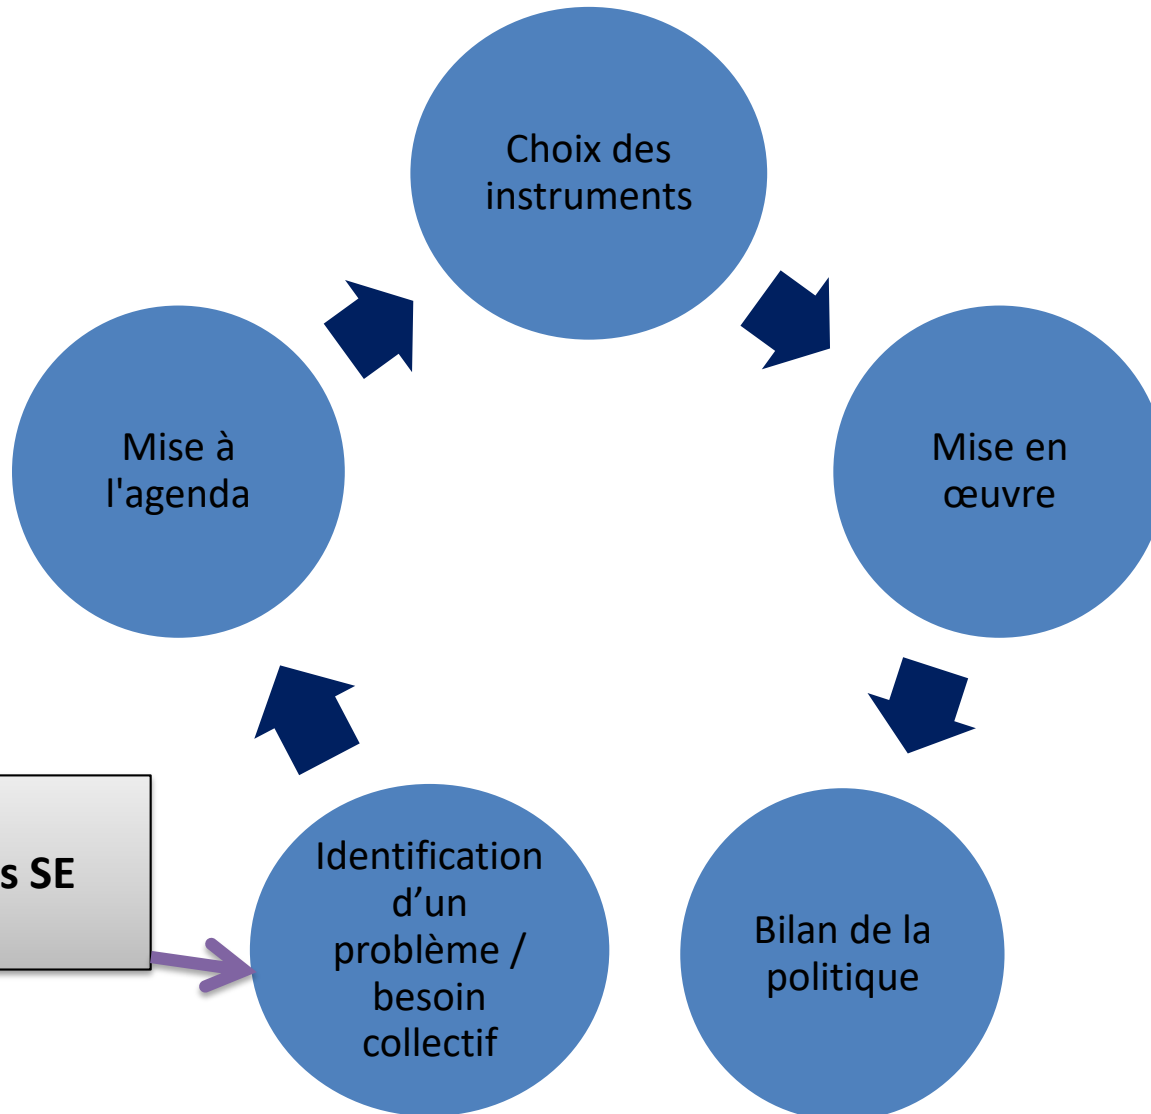 Choix des
instruments
Mise à
l'agenda
Mise en
œuvre
s SE
Identification
d’un
problème /
besoin
collectif
Bilan de la
politique